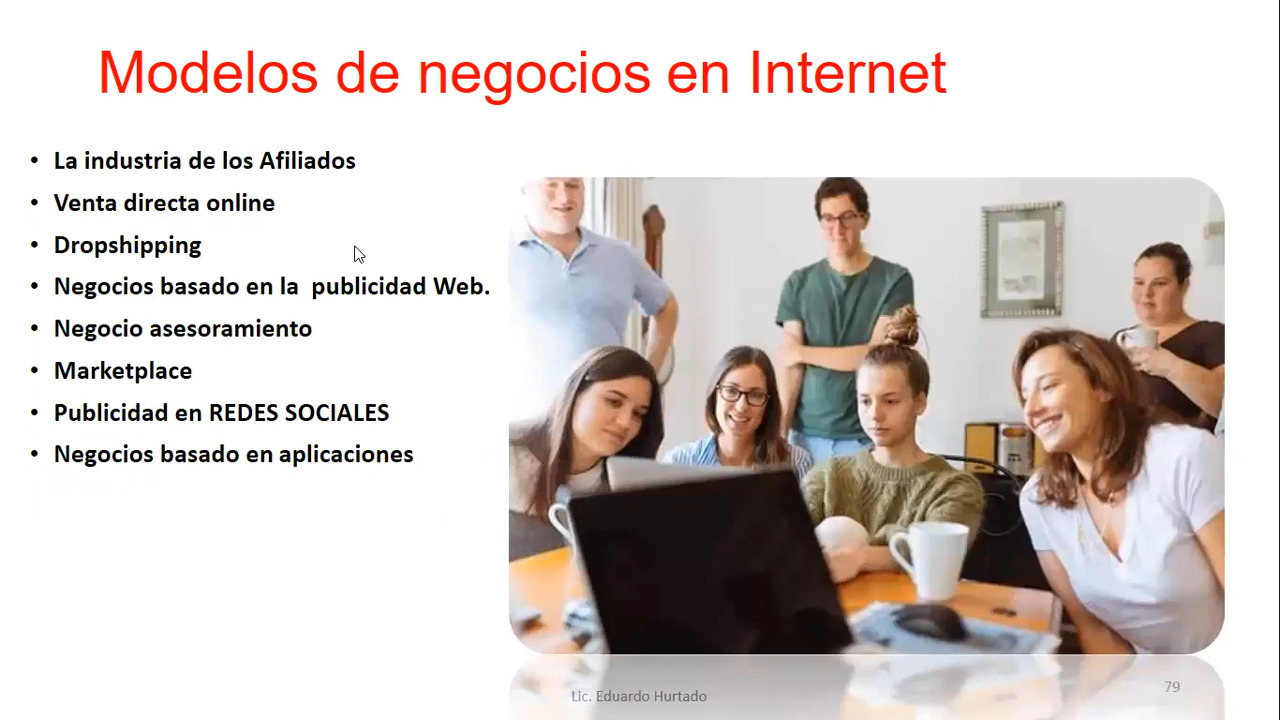 Modelos de negocios en Internet
• La industria de los Afiliados
• Venta directa online
• Dropshipping
• Negocios basado en la publicidad Web.
• Negocio asesoramiento
• Marketplace
• Publicidad en REDES SOCIALES
• Negocios basado en aplicaciones
Lic. Eduardo Hurtado
79